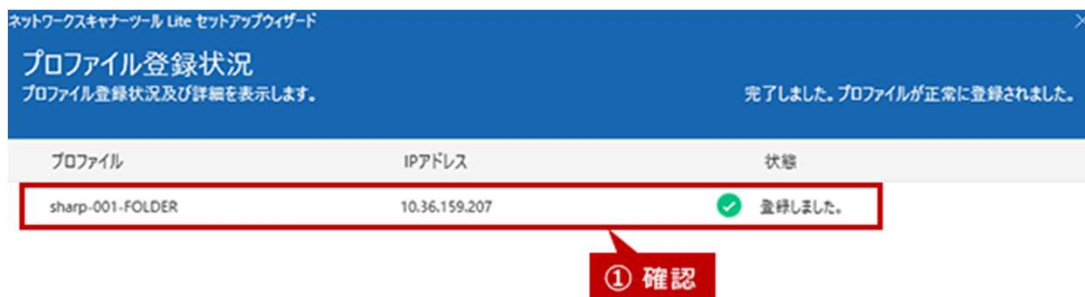 ネットワークスキャナーツール Lite セットアップウィザード
プロファイル登録状況
プロファイル登録状況及び詳細を表示します。
完了しました。プロファイルが正常に登録されました。
プロファイル IPアドレス 状態
sharp-001-FOLDER 10.36.159.207 登録しました。
① 確認